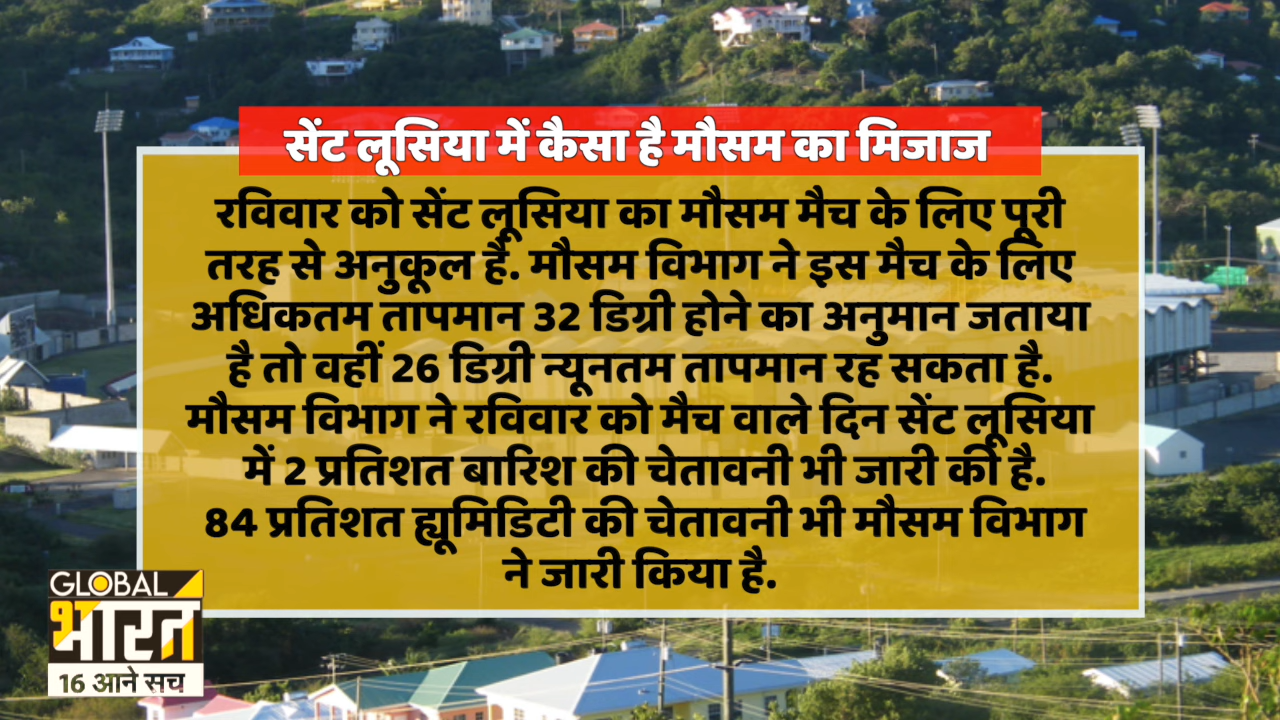 सेंट लूसिया में कैसा है मौसम का मिजाज
रविवार को सेंट लूसिया का मौसम मैच के लिए पूरी
तरह से अनुकूल है. मौसम विभाग ने इस मैच के लिए
अधिकतम तापमान 32 डिग्री होने का अनुमान जताया
है तो वहीं 26 डिग्री न्यूनतम तापमान रह सकता है.
मौसम विभाग ने रविवार को मैच वाले दिन सेंट लूसिया
में 2 प्रतिशत बारिश की चेतावनी भी जारी की है.
84 प्रतिशत ह्यूमिडिटी की चेतावनी भी मौसम विभाग
ने जारी किया है.
GLOBAL
भारत
16 आने सच